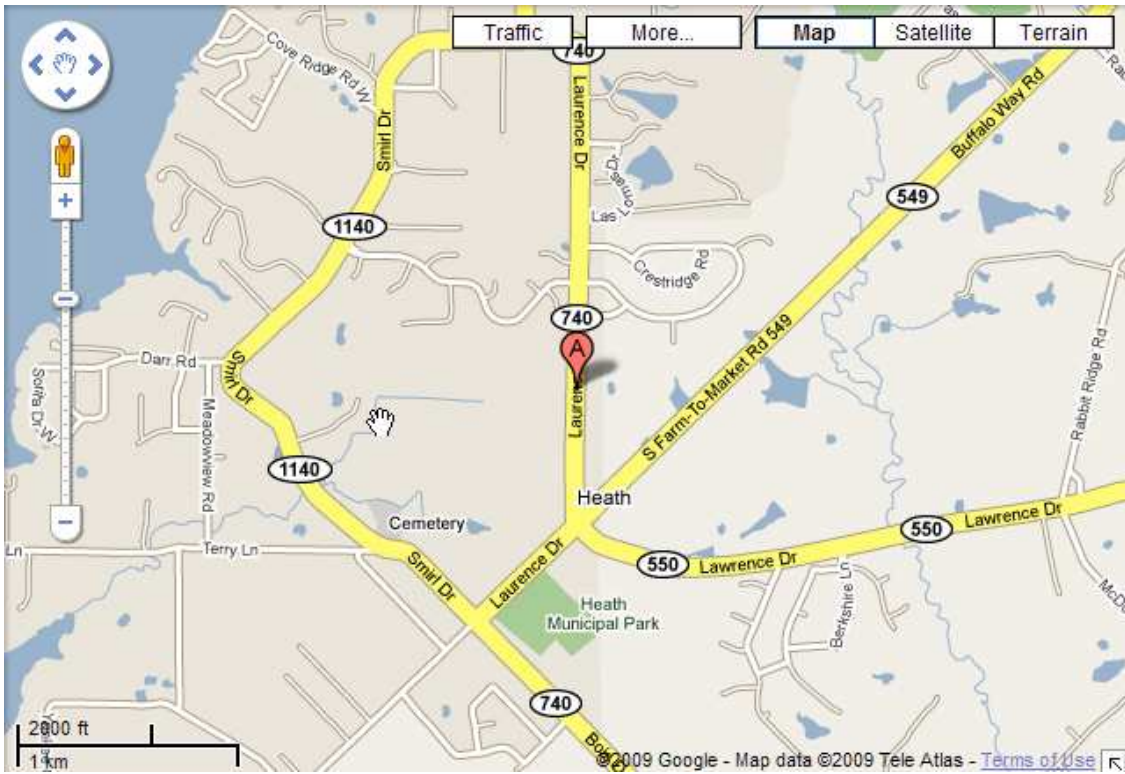 Traffic
More...
Map
Satellite
Terrain
740
Cove Ridge Rd W
Smirl Dr
Laurence Dr
Las Lomas Dr
Buffalo Way Rd
549
1140
Crestridge Rd
740
A
S Farm-To-Market Rd 549
Rabbit Ridge Rd
Darr Rd
Smirl Dr
Meadowview Rd
1140
Heath
Cemetery
Lawrence Dr
550
Ln
Terry Ln
Smirl Dr
Laurence Dr
550
Lawrence Dr
Berkshire Ln
Heath
Municipal Park
740
2000 ft
1 km
©2009 Google - Map data ©2009 Tele Atlas - Terms of Use